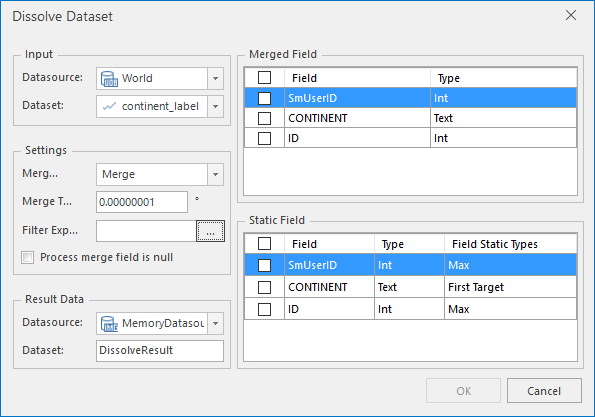 Dissolve Dataset
Input
Datasource: World
Dataset: continent_label
Settings
Merg... Merge
Merge T... 0.00000001 °
Filter Exp... ...
Process merge field is null
Result Data
Datasource: MemoryDatasou
Dataset: DissolveResult
Merged Field
Field Type
SmUserID Int
CONTINENT Text
ID Int
Static Field
Field Type Field Static Types
SmUserID Int Max
CONTINENT Text First Target
ID Int Max
OK Cancel